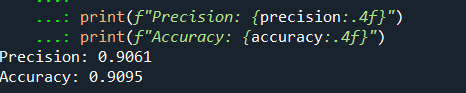 ...:
...: print(f"Precision: {precision:.4f}")
...: print(f"Accuracy: {accuracy:.4f}")
Precision: 0.9061
Accuracy: 0.9095